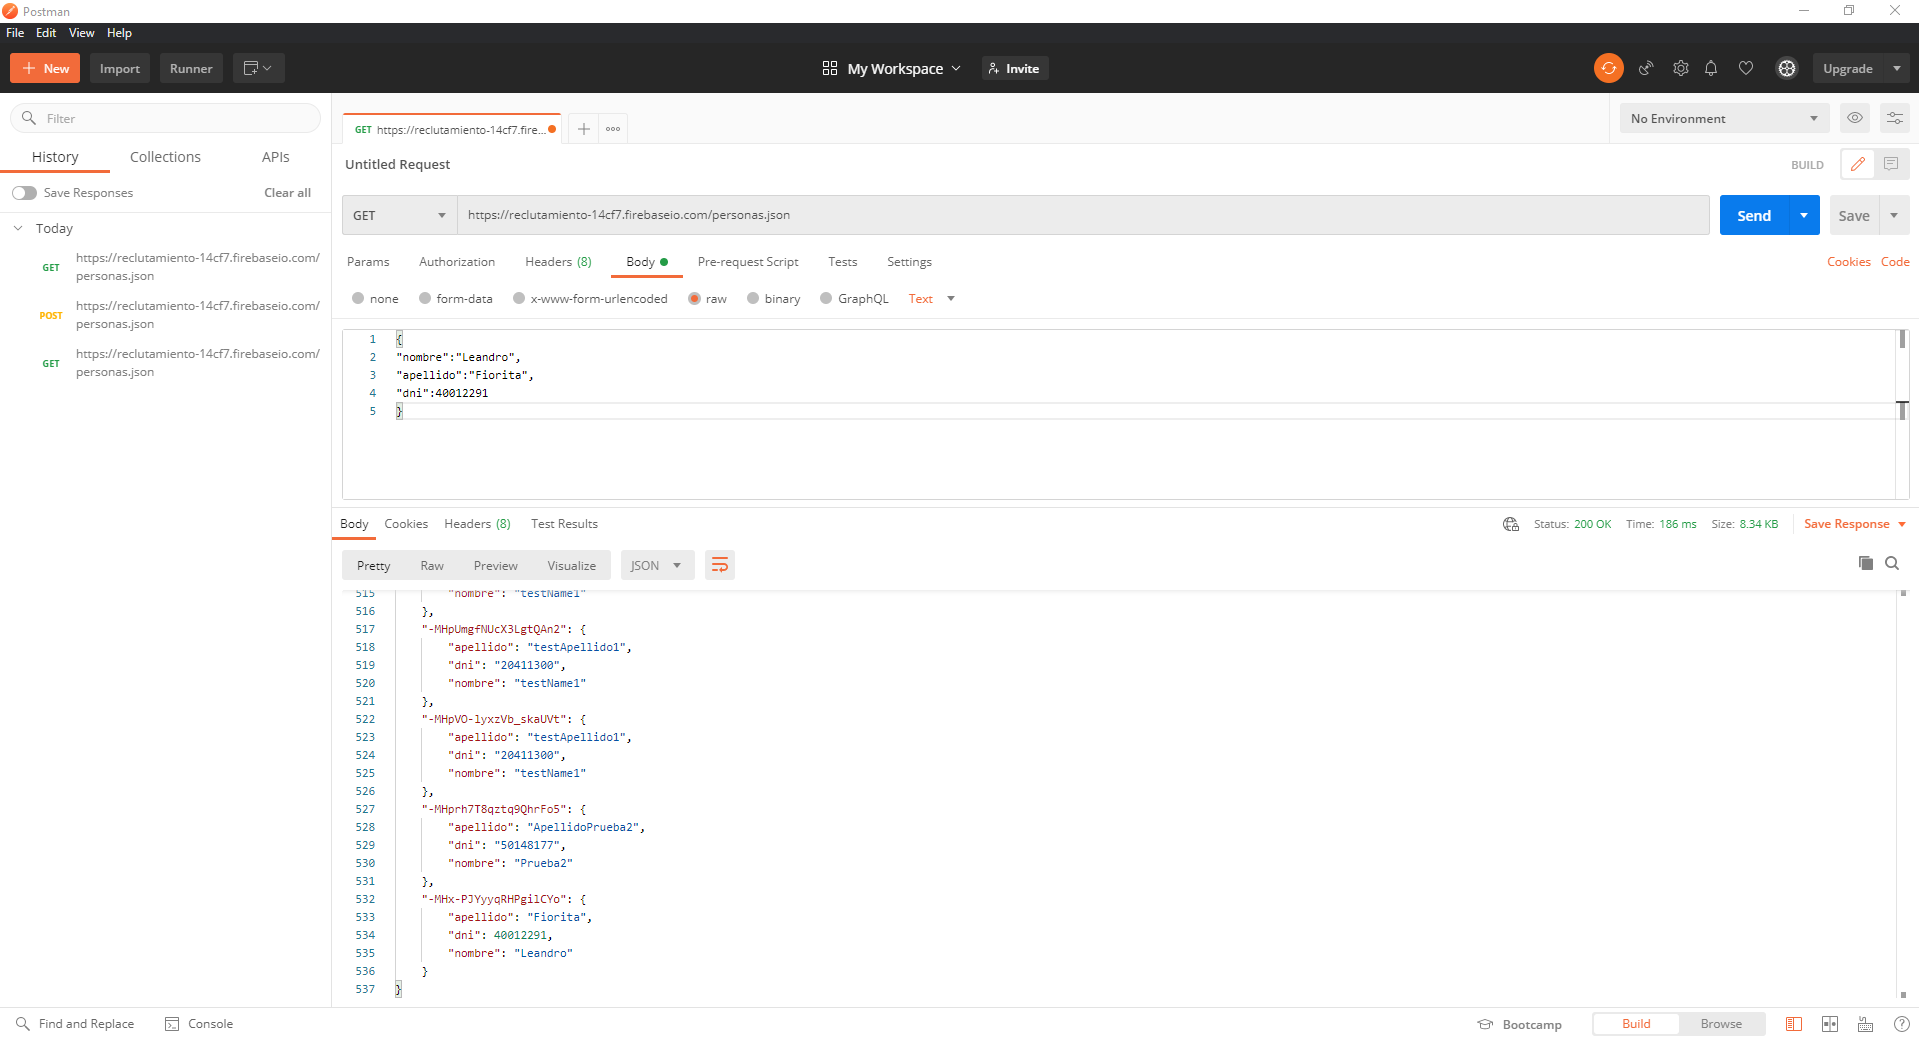 Postman
File Edit View Help
New Import Runner My Workspace Invite Upgrade
Filter
History Collections APIs
Save Responses Clear all
Today
GET https://reclutamiento-14cf7.firebaseio.com/
personas.json
POST https://reclutamiento-14cf7.firebaseio.com/
personas.json
GET https://reclutamiento-14cf7.firebaseio.com/
personas.json
GET https://reclutamiento-14cf7.fire... No Environment
Untitled Request BUILD
GET https://reclutamiento-14cf7.firebaseio.com/personas.json Send Save
Params Authorization Headers (8) Body Pre-request Script Tests Settings Cookies Code
none form-data x-www-form-urlencoded raw binary GraphQL Text
1 {
2 "nombre":"Leandro",
3 "apellido":"Fiorita",
4 "dni":40012291
5 }
Body Cookies Headers (8) Test Results Status: 200 OK Time: 186 ms Size: 8.34 KB Save Response
Pretty Raw Preview Visualize JSON
515 "nombre": "testName1"
516 },
517 "-MHpUmgfNUcX3LgtQAn2": {
518 "apellido": "testApellido1",
519 "dni": "20411300",
520 "nombre": "testName1"
521 },
522 "-MHpVO-lyxzVb_skaUVt": {
523 "apellido": "testApellido1",
524 "dni": "20411300",
525 "nombre": "testName1"
526 },
527 "-MHprh7T8qztq9QhrFo5": {
528 "apellido": "ApellidoPrueba2",
529 "dni": "50148177",
530 "nombre": "Prueba2"
531 },
532 "-MHx-PJYyyqRHPgilCYo": {
533 "apellido": "Fiorita",
534 "dni": 40012291,
535 "nombre": "Leandro"
536 }
537 }
Find and Replace Console Bootcamp Build Browse